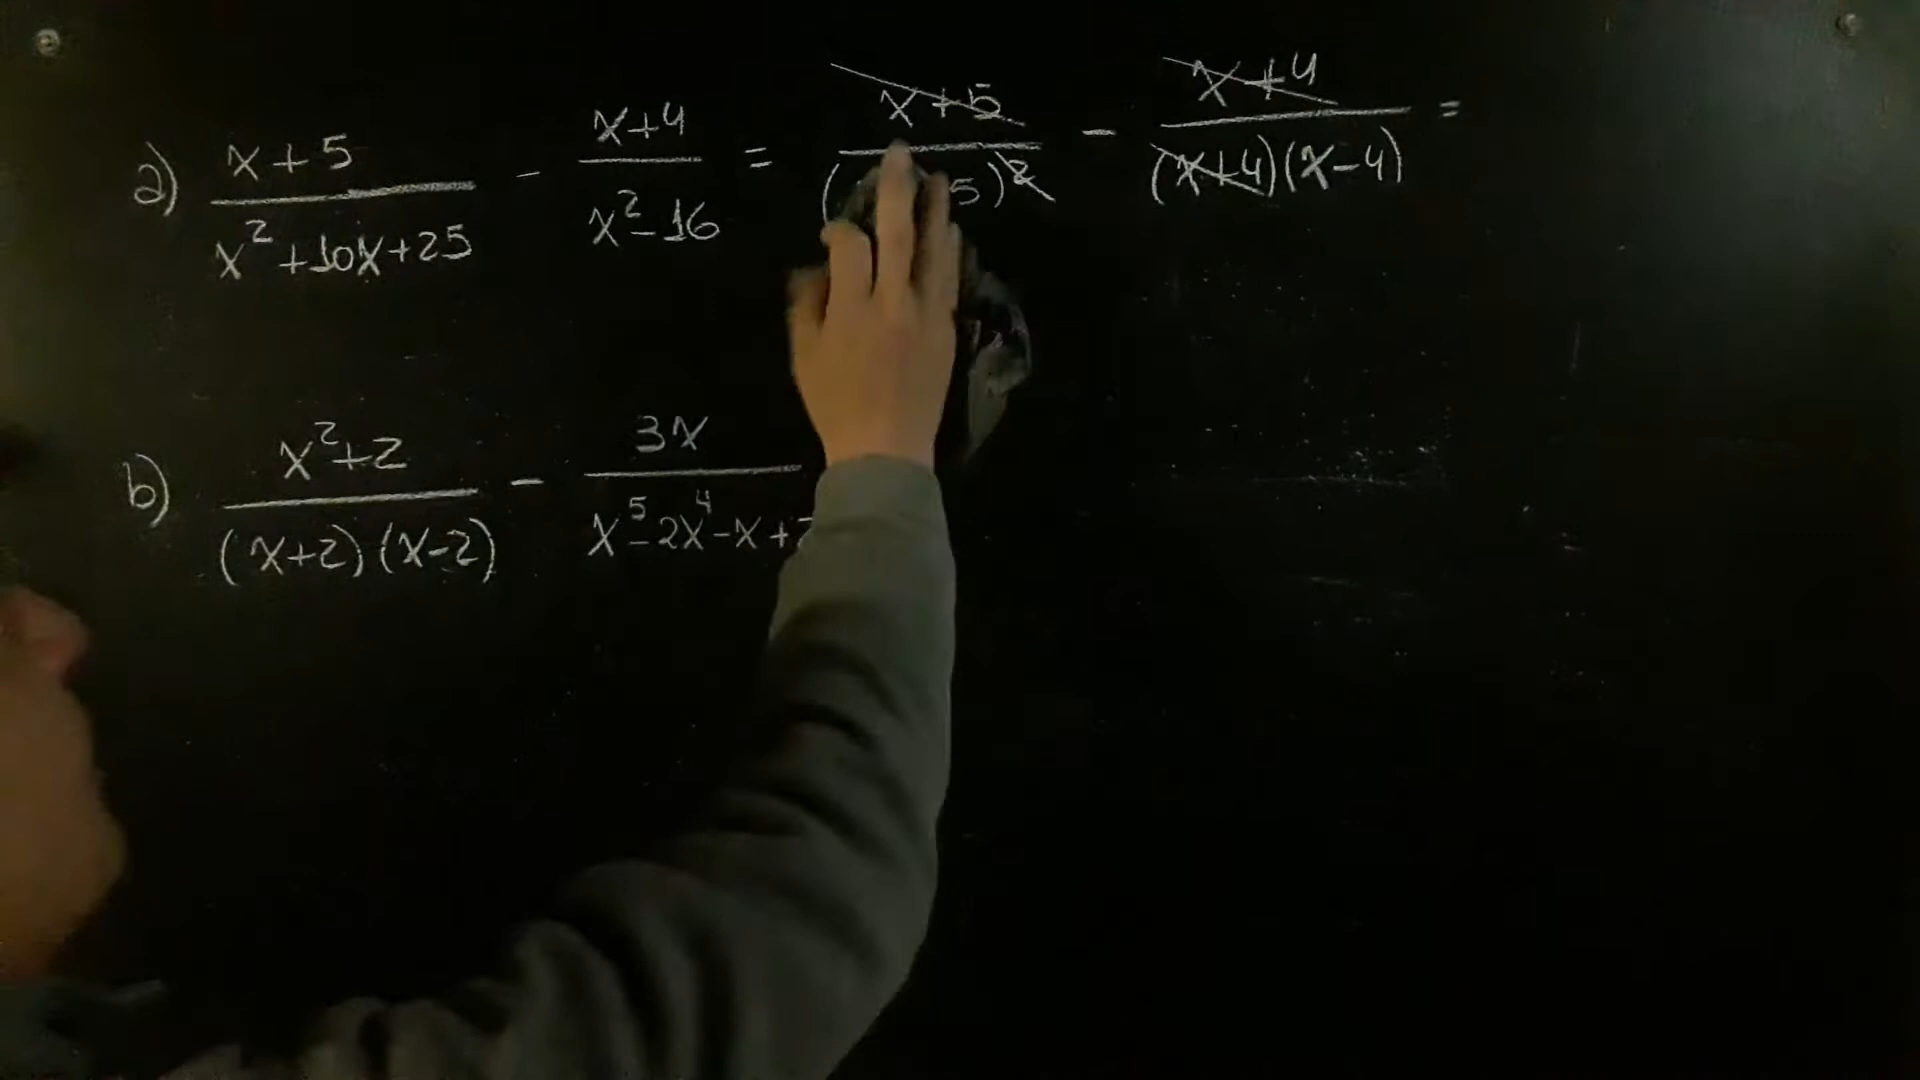 a) x+5 / x²+10x+25 - x+4 / x²-16 = x+5 / ( 5)² - x+4 / (x+4)(x-4) =
b) x²+2 / (x+2)(x-2) - 3x / x⁵-2x⁴-x+2